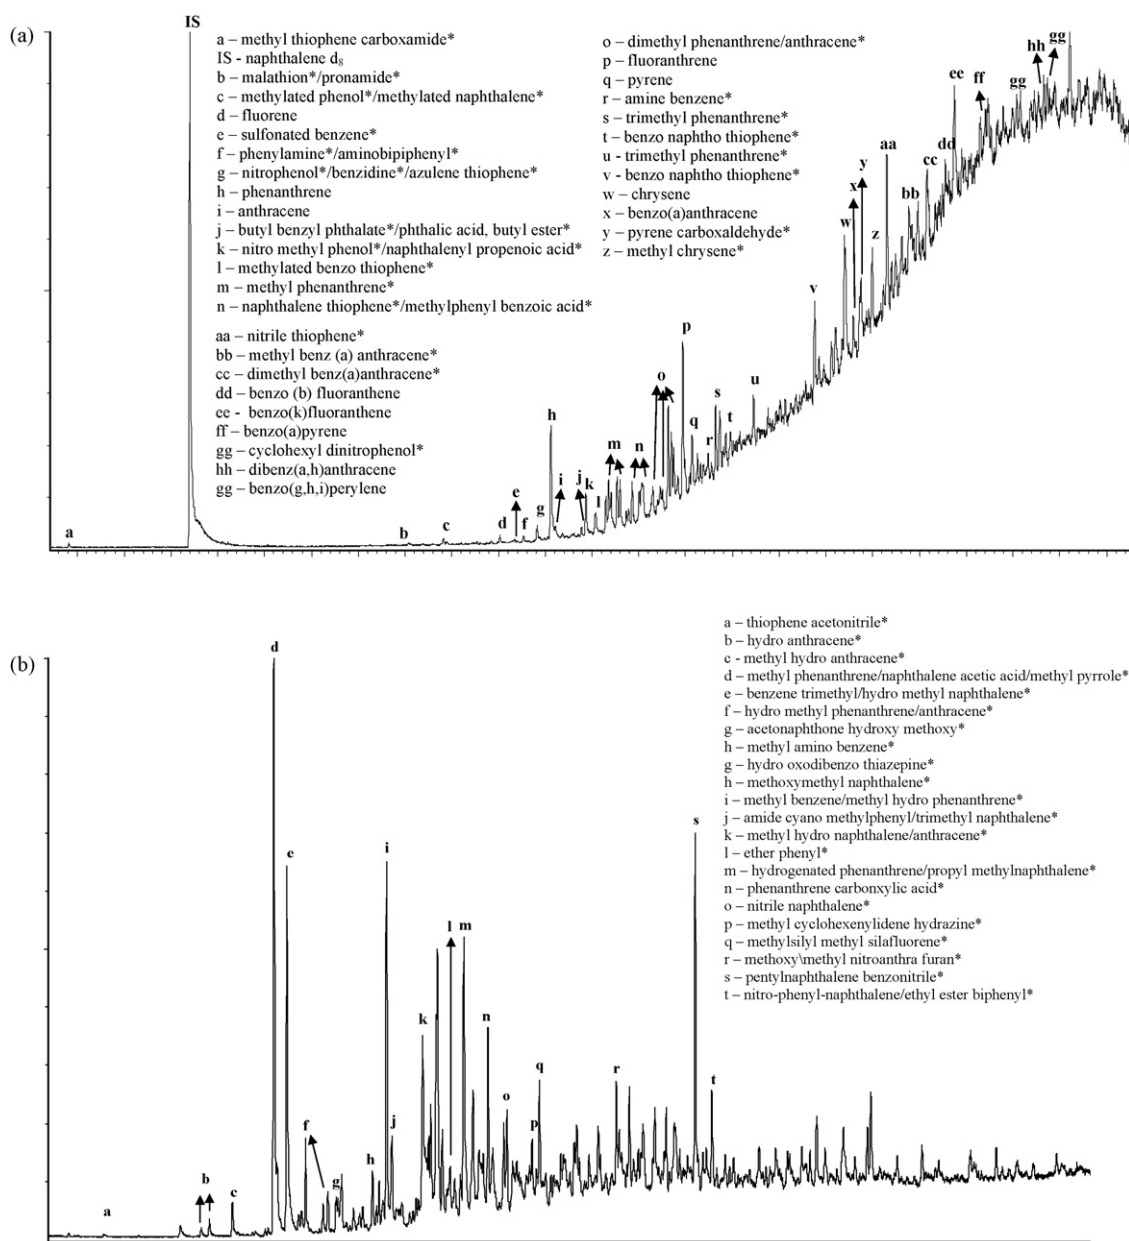 (a)
IS
a – methyl thiophene carboxamide*
IS - naphthalene d8
b – malathion*/pronamide*
c – methylated phenol*/methylated naphthalene*
d – fluorene
e – sulfonated benzene*
f – phenylamine*/aminobipiphenyl*
g – nitrophenol*/benzidine*/azulene thiophene*
h – phenanthrene
i – anthracene
j – butyl benzyl phthalate*/phthalic acid, butyl ester*
k – nitro methyl phenol*/naphthalenyl propenoic acid*
l – methylated benzo thiophene*
m – methyl phenanthrene*
n – naphthalene thiophene*/methylphenyl benzoic acid*
aa – nitrile thiophene*
bb – methyl benz (a) anthracene*
cc – dimethyl benz(a)anthracene*
dd – benzo (b) fluoranthene
ee - benzo(k)fluoranthene
ff – benzo(a)pyrene
gg – cyclohexyl dinitrophenol*
hh – dibenz(a,h)anthracene
gg – benzo(g,h,i)perylene
o – dimethyl phenanthrene/anthracene*
p – fluoranthrene
q – pyrene
r – amine benzene*
s – trimethyl phenanthrene*
t – benzo naphtho thiophene*
u - trimethyl phenanthrene*
v - benzo naphtho thiophene*
w – chrysene
x – benzo(a)anthracene
y – pyrene carboxaldehyde*
z – methyl chrysene*
a
b
c
d
e
f
g
h
i
j
k
l
m
n
o
p
q
r
s
t
u
v
w
x
y
z
aa
bb
cc
dd
ee
ff
gg
hh
gg
(b)
a – thiophene acetonitrile*
b – hydro anthracene*
c - methyl hydro anthracene*
d – methyl phenanthrene/naphthalene acetic acid/methyl pyrrole*
e – benzene trimethyl/hydro methyl naphthalene*
f – hydro methyl phenanthrene/anthracene*
g – acetonaphthone hydroxy methoxy*
h – methyl amino benzene*
g – hydro oxodibenzo thiazepine*
h – methoxymethyl naphthalene*
i – methyl benzene/methyl hydro phenanthrene*
j – amide cyano methylphenyl/trimethyl naphthalene*
k – methyl hydro naphthalene/anthracene*
l – ether phenyl*
m – hydrogenated phenanthrene/propyl methylnaphthalene*
n – phenanthrene carbonxylic acid*
o – nitrile naphthalene*
p – methyl cyclohexenylidene hydrazine*
q – methylsilyl methyl silafluorene*
r – methoxy\methyl nitroanthra furan*
s – pentylnaphthalene benzonitrile*
t – nitro-phenyl-naphthalene/ethyl ester biphenyl*
a
b
c
d
e
f
g
h
i
j
k
l
m
n
o
p
q
r
s
t